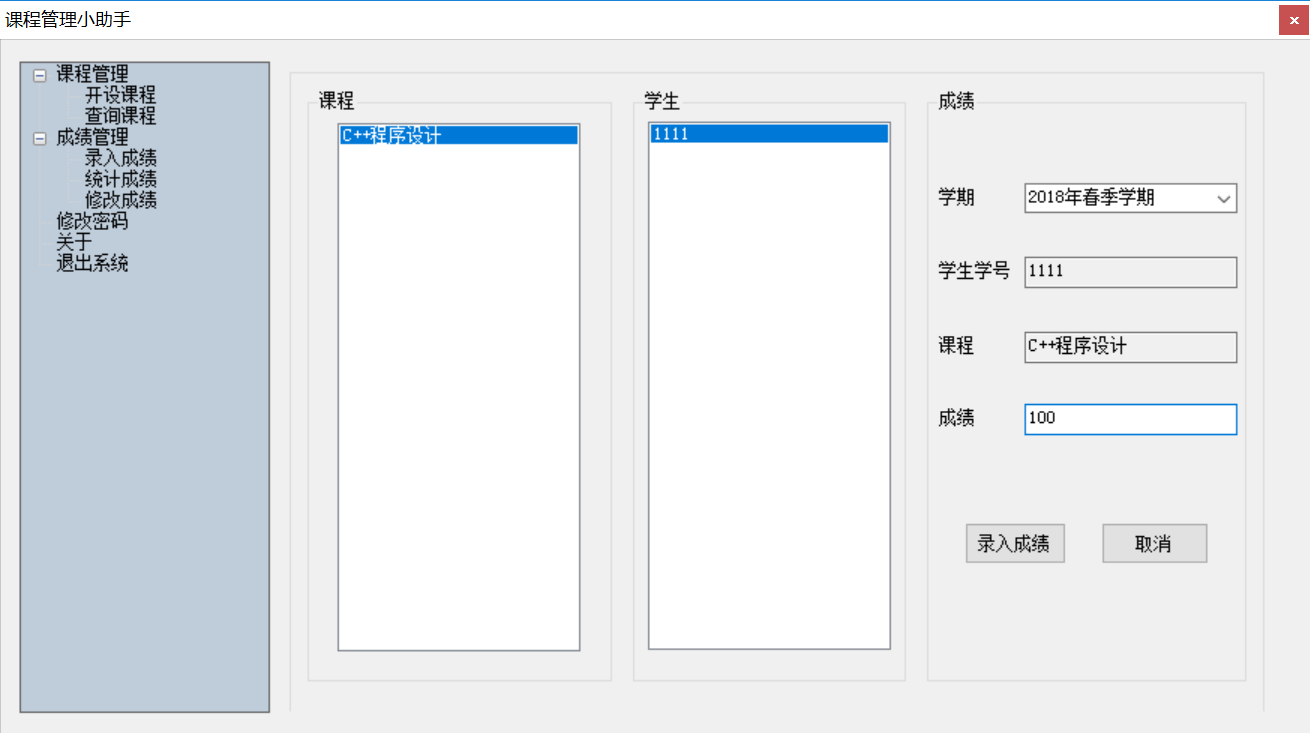 课程管理小助手
课程管理
开设课程
查询课程
成绩管理
录入成绩
统计成绩
修改成绩
修改密码
关于
退出系统
课程
C++程序设计
学生
1111
成绩
学期
2018年春季学期
学生学号
1111
课程
C++程序设计
成绩
100
录入成绩
取消